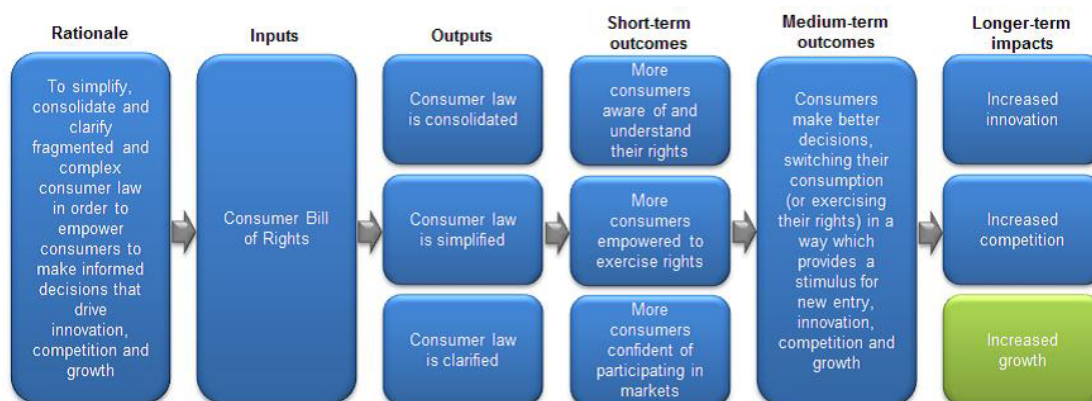 Rationale
Inputs
Outputs
Short-term
outcomes
Medium-term
outcomes
Longer-term
impacts
To simplify,
consolidate and
clarify
fragmented and
complex
consumer law
in order to
empower
consumers to
make informed
decisions that
drive
innovation,
competition and
growth
Consumer Bill
of Rights
Consumer law
is consolidated
Consumer law
is simplified
Consumer law
is clarified
More
consumers
aware of and
understand
their rights
More
consumers
empowered to
exercise rights
More
consumers
confident of
participating in
markets
Consumers
make better
decisions,
switching their
consumption
(or exercising
their rights) in a
way which
provides a
stimulus for
new entry,
innovation,
competition and
growth
Increased
innovation
Increased
competition
Increased
growth